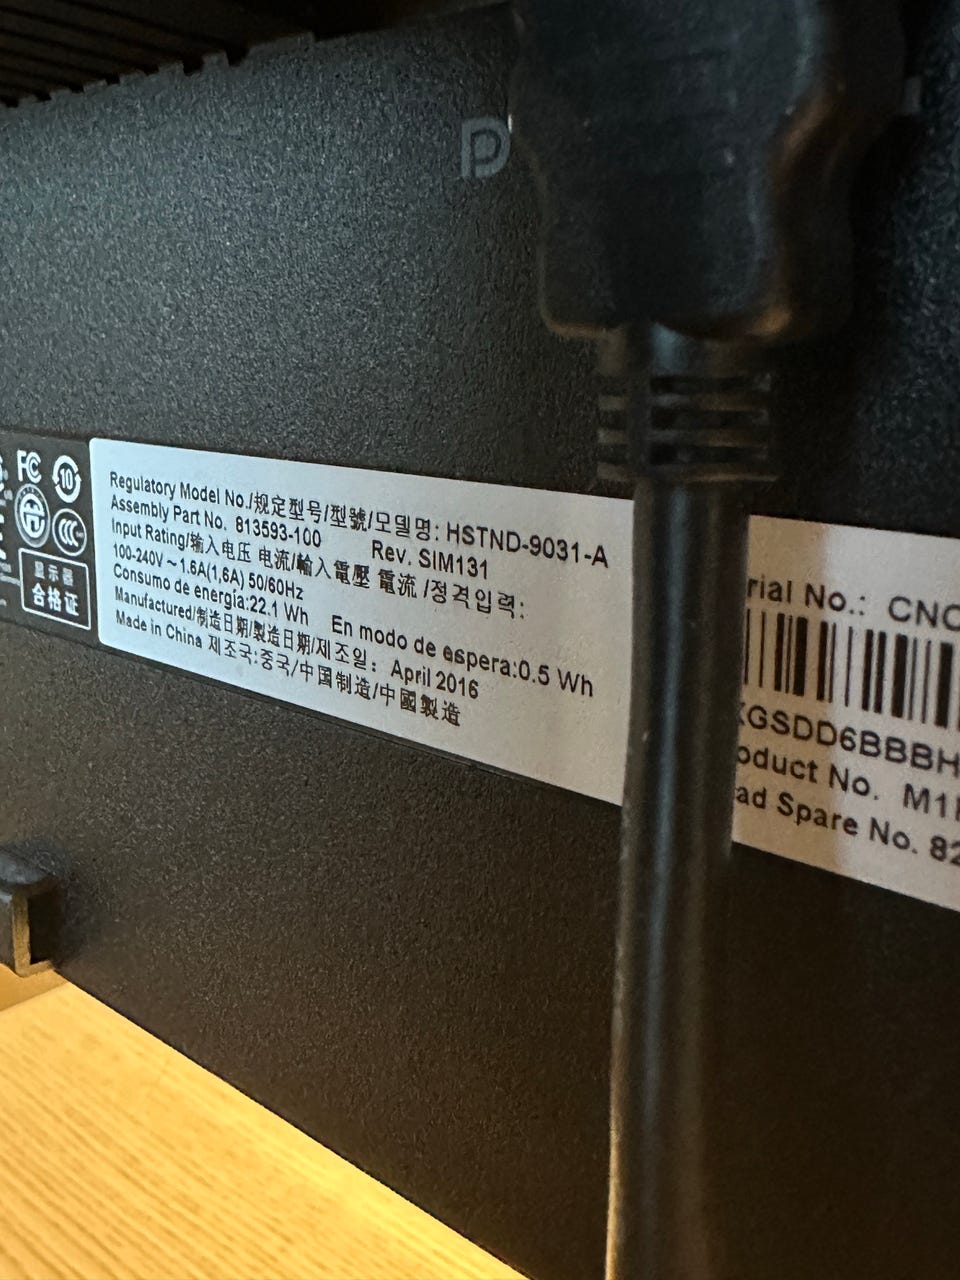 FC
10
显示器
合格证
Regulatory Model No./规定型号/型號/모델명: HSTND-9031-A
Assembly Part No. 813593-100 Rev. SIM131
Input Rating/输入电压 电流/輸入電壓 電流 /정격입력:
100-240V ~ 1.6A(1,6A) 50/60Hz
Consumo de energía:22.1 Wh En modo de espera:0.5 Wh
Manufactured/制造日期/製造日期/제조일: April 2016
Made in China 제조국:중국/中国制造/中國製造
rial No.: CNC
KGSDD6BBBH
oduct No. M1
ad Spare No. 82